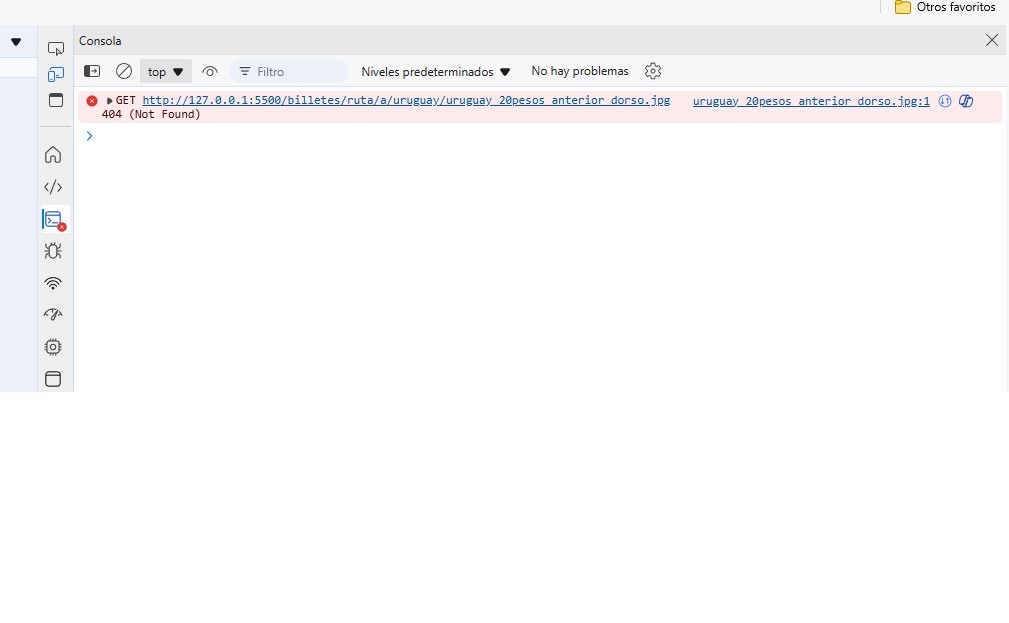 Otros favoritos
Consola
top
Filtro
Niveles predeterminados
No hay problemas
GET http://127.0.0.1:5500/billetes/ruta/a/uruguay/uruguay_20pesos_anterior_dorso.jpg uruguay_20pesos_anterior_dorso.jpg:1
404 (Not Found)